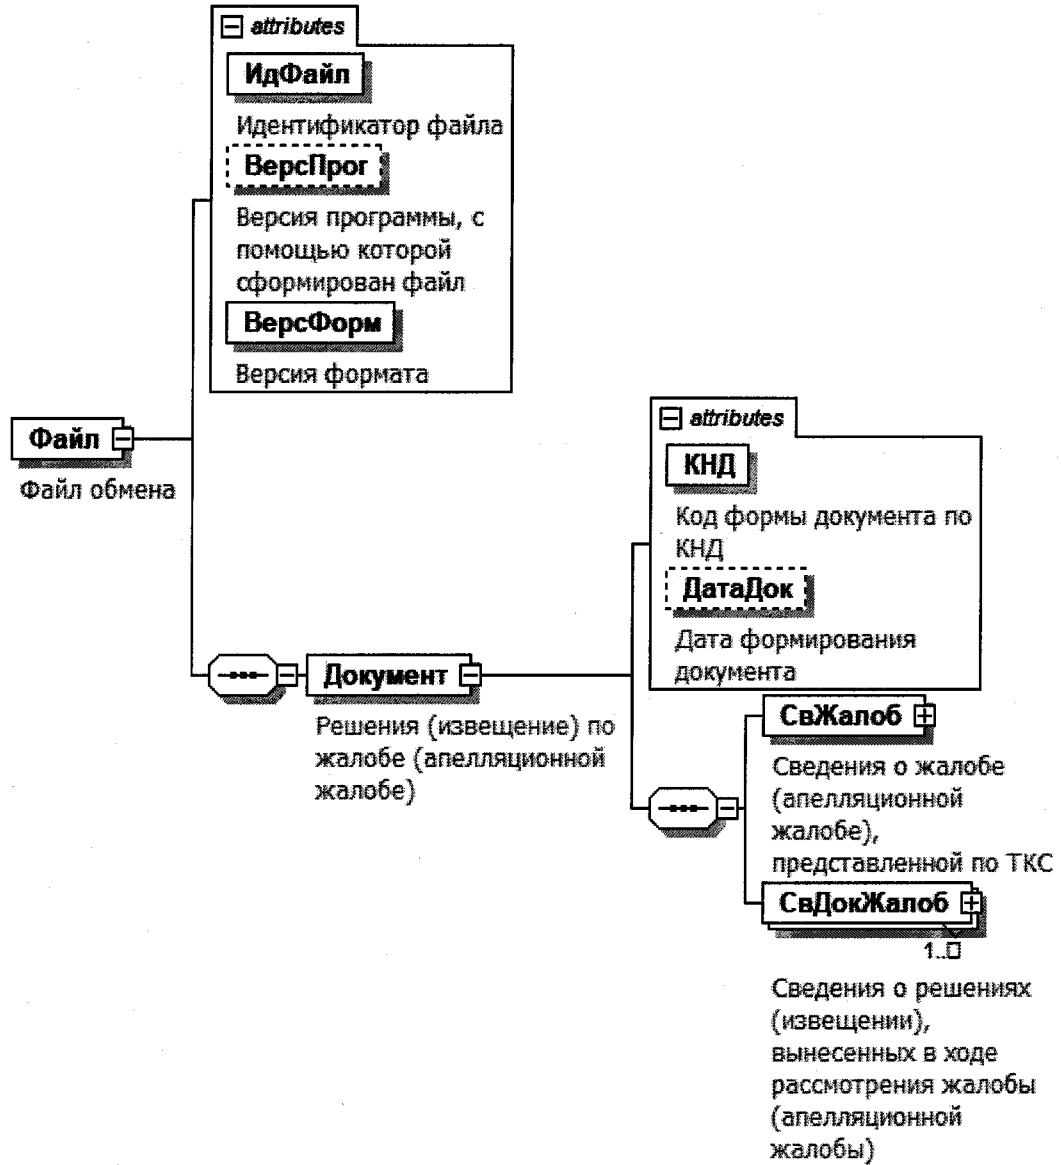 attributes
ИдФайл
Идентификатор файла
ВерсПрог
Версия программы, с
помощью которой
сформирован файл
ВерсФорм
Версия формата
Файл
Файл обмена
attributes
КНД
Код формы документа по
КНД
ДатаДок
Дата формирования
документа
Документ
Решения (извещение) по
жалобе (апелляционной
жалобе)
СвЖалоб
Сведения о жалобе
(апелляционной
жалобе),
представленной по ТКС
СвДокЖалоб
1..□
Сведения о решениях
(извещении),
вынесенных в ходе
рассмотрения жалобы
(апелляционной
жалобы)